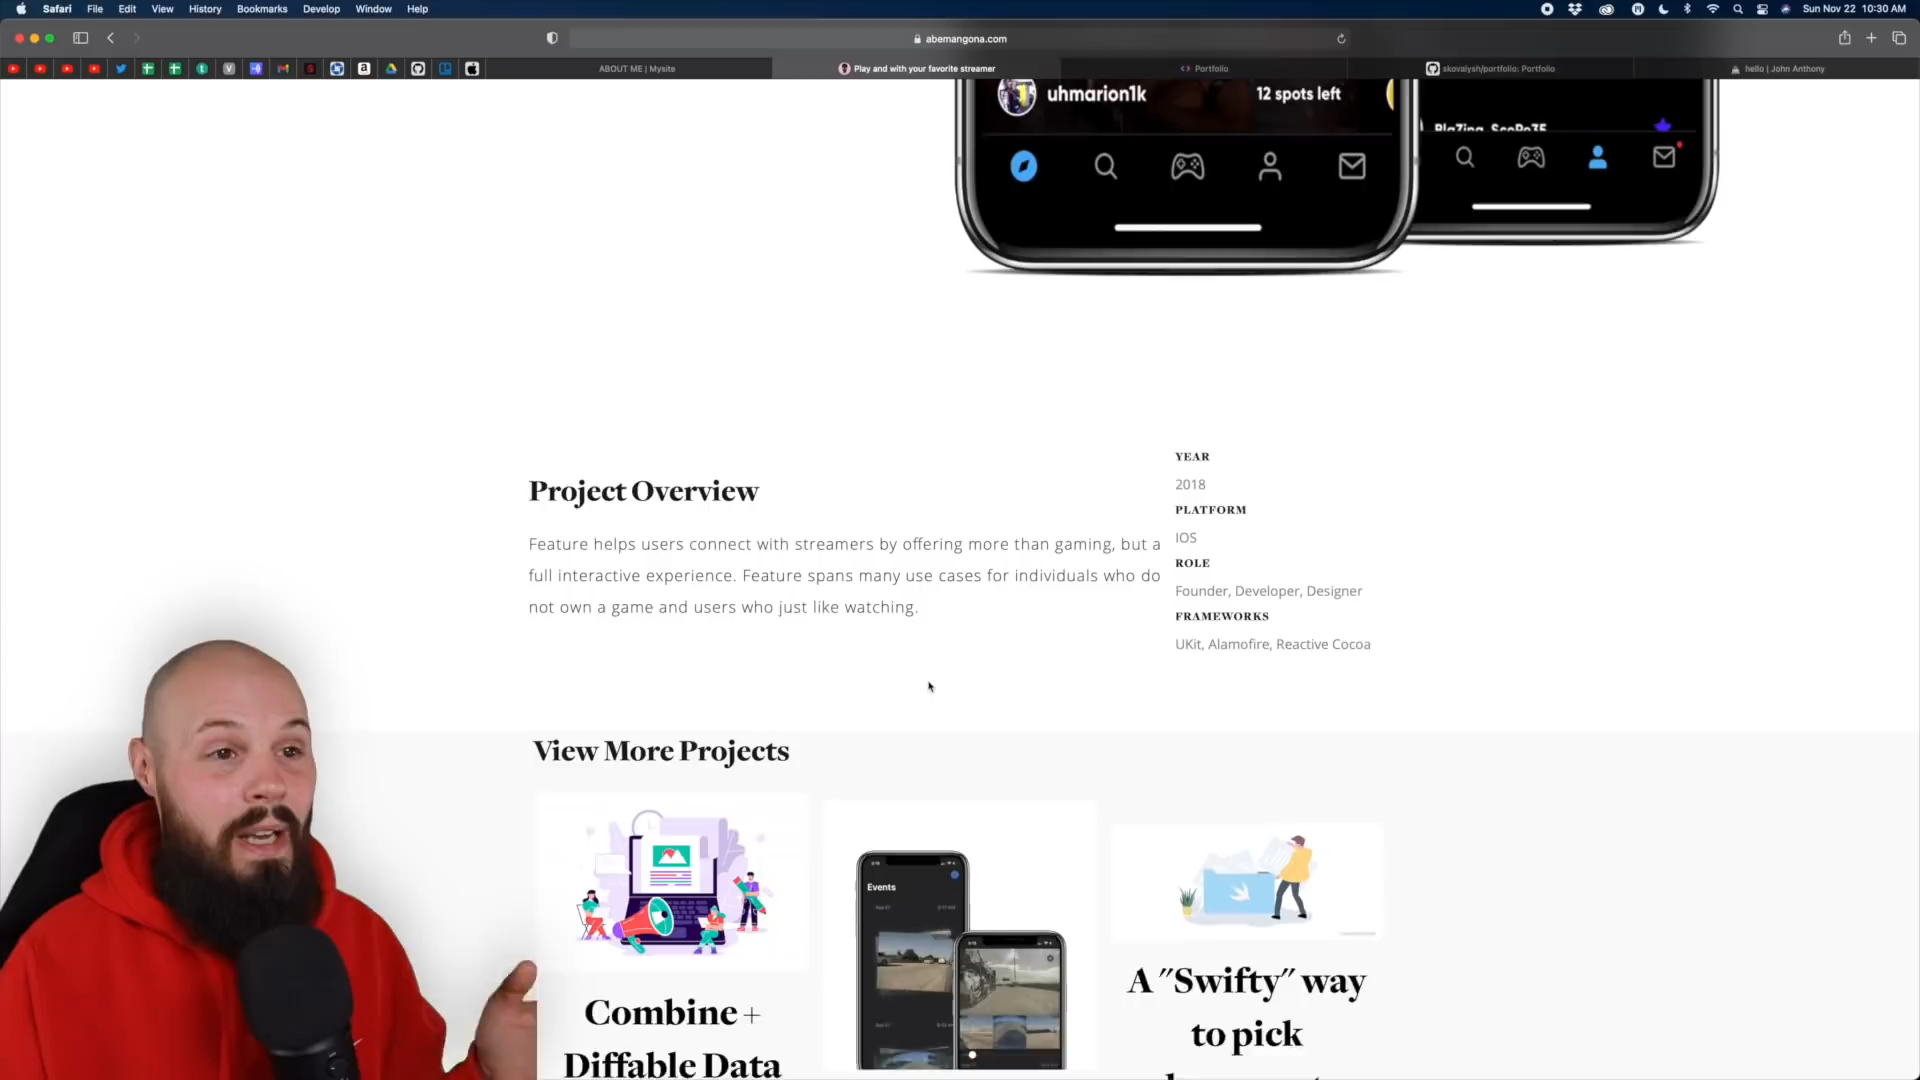 Safari File Edit View History Bookmarks Develop Window Help
Sun Nov 22 10:30 AM
abemangona.com
ABOUT ME | Mysite
Play and with your favorite streamer
Portfolio
skovalysh/portfolio: Portfolio
hello | John Anthony
uhmarion1k
12 spots left
BlaZing_ScoPe35
Project Overview
Feature helps users connect with streamers by offering more than gaming, but a
full interactive experience. Feature spans many use cases for individuals who do
not own a game and users who just like watching.
YEAR
2018
PLATFORM
IOS
ROLE
Founder, Developer, Designer
FRAMEWORKS
UKit, Alamofire, Reactive Cocoa
View More Projects
Events
Combine +
Diffable Data
A "Swifty" way
to pick